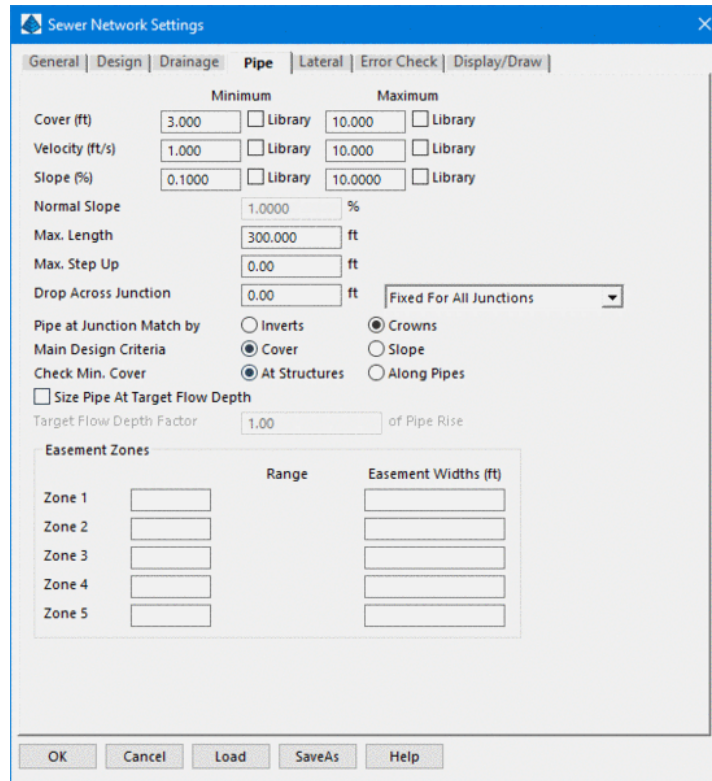 Sewer Network Settings
General | Design | Drainage | Pipe | Lateral | Error Check | Display/Draw |
Minimum Maximum
Cover (ft) 3.000 Library 10.000 Library
Velocity (ft/s) 1.000 Library 10.000 Library
Slope (%) 0.1000 Library 10.0000 Library
Normal Slope 1.0000 %
Max. Length 300.000 ft
Max. Step Up 0.00 ft
Drop Across Junction 0.00 ft Fixed For All Junctions
Pipe at Junction Match by Inverts Crowns
Main Design Criteria Cover Slope
Check Min. Cover At Structures Along Pipes
Size Pipe At Target Flow Depth
Target Flow Depth Factor 1.00 of Pipe Rise
Easement Zones
Range Easement Widths (ft)
Zone 1
Zone 2
Zone 3
Zone 4
Zone 5
OK Cancel Load SaveAs Help